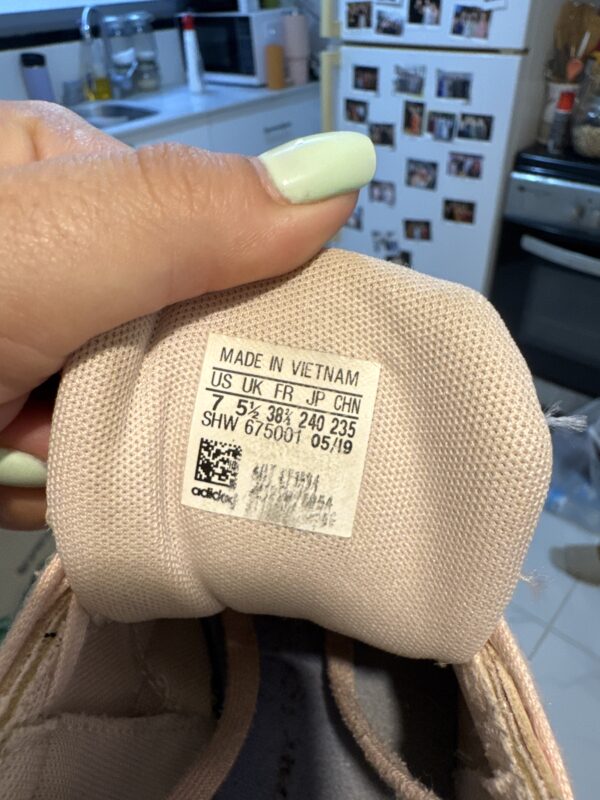 MADE IN VIETNAM
US UK FR JP CHN
7 5½ 38⅔ 240 235
SHW 675001 05/19
adidas